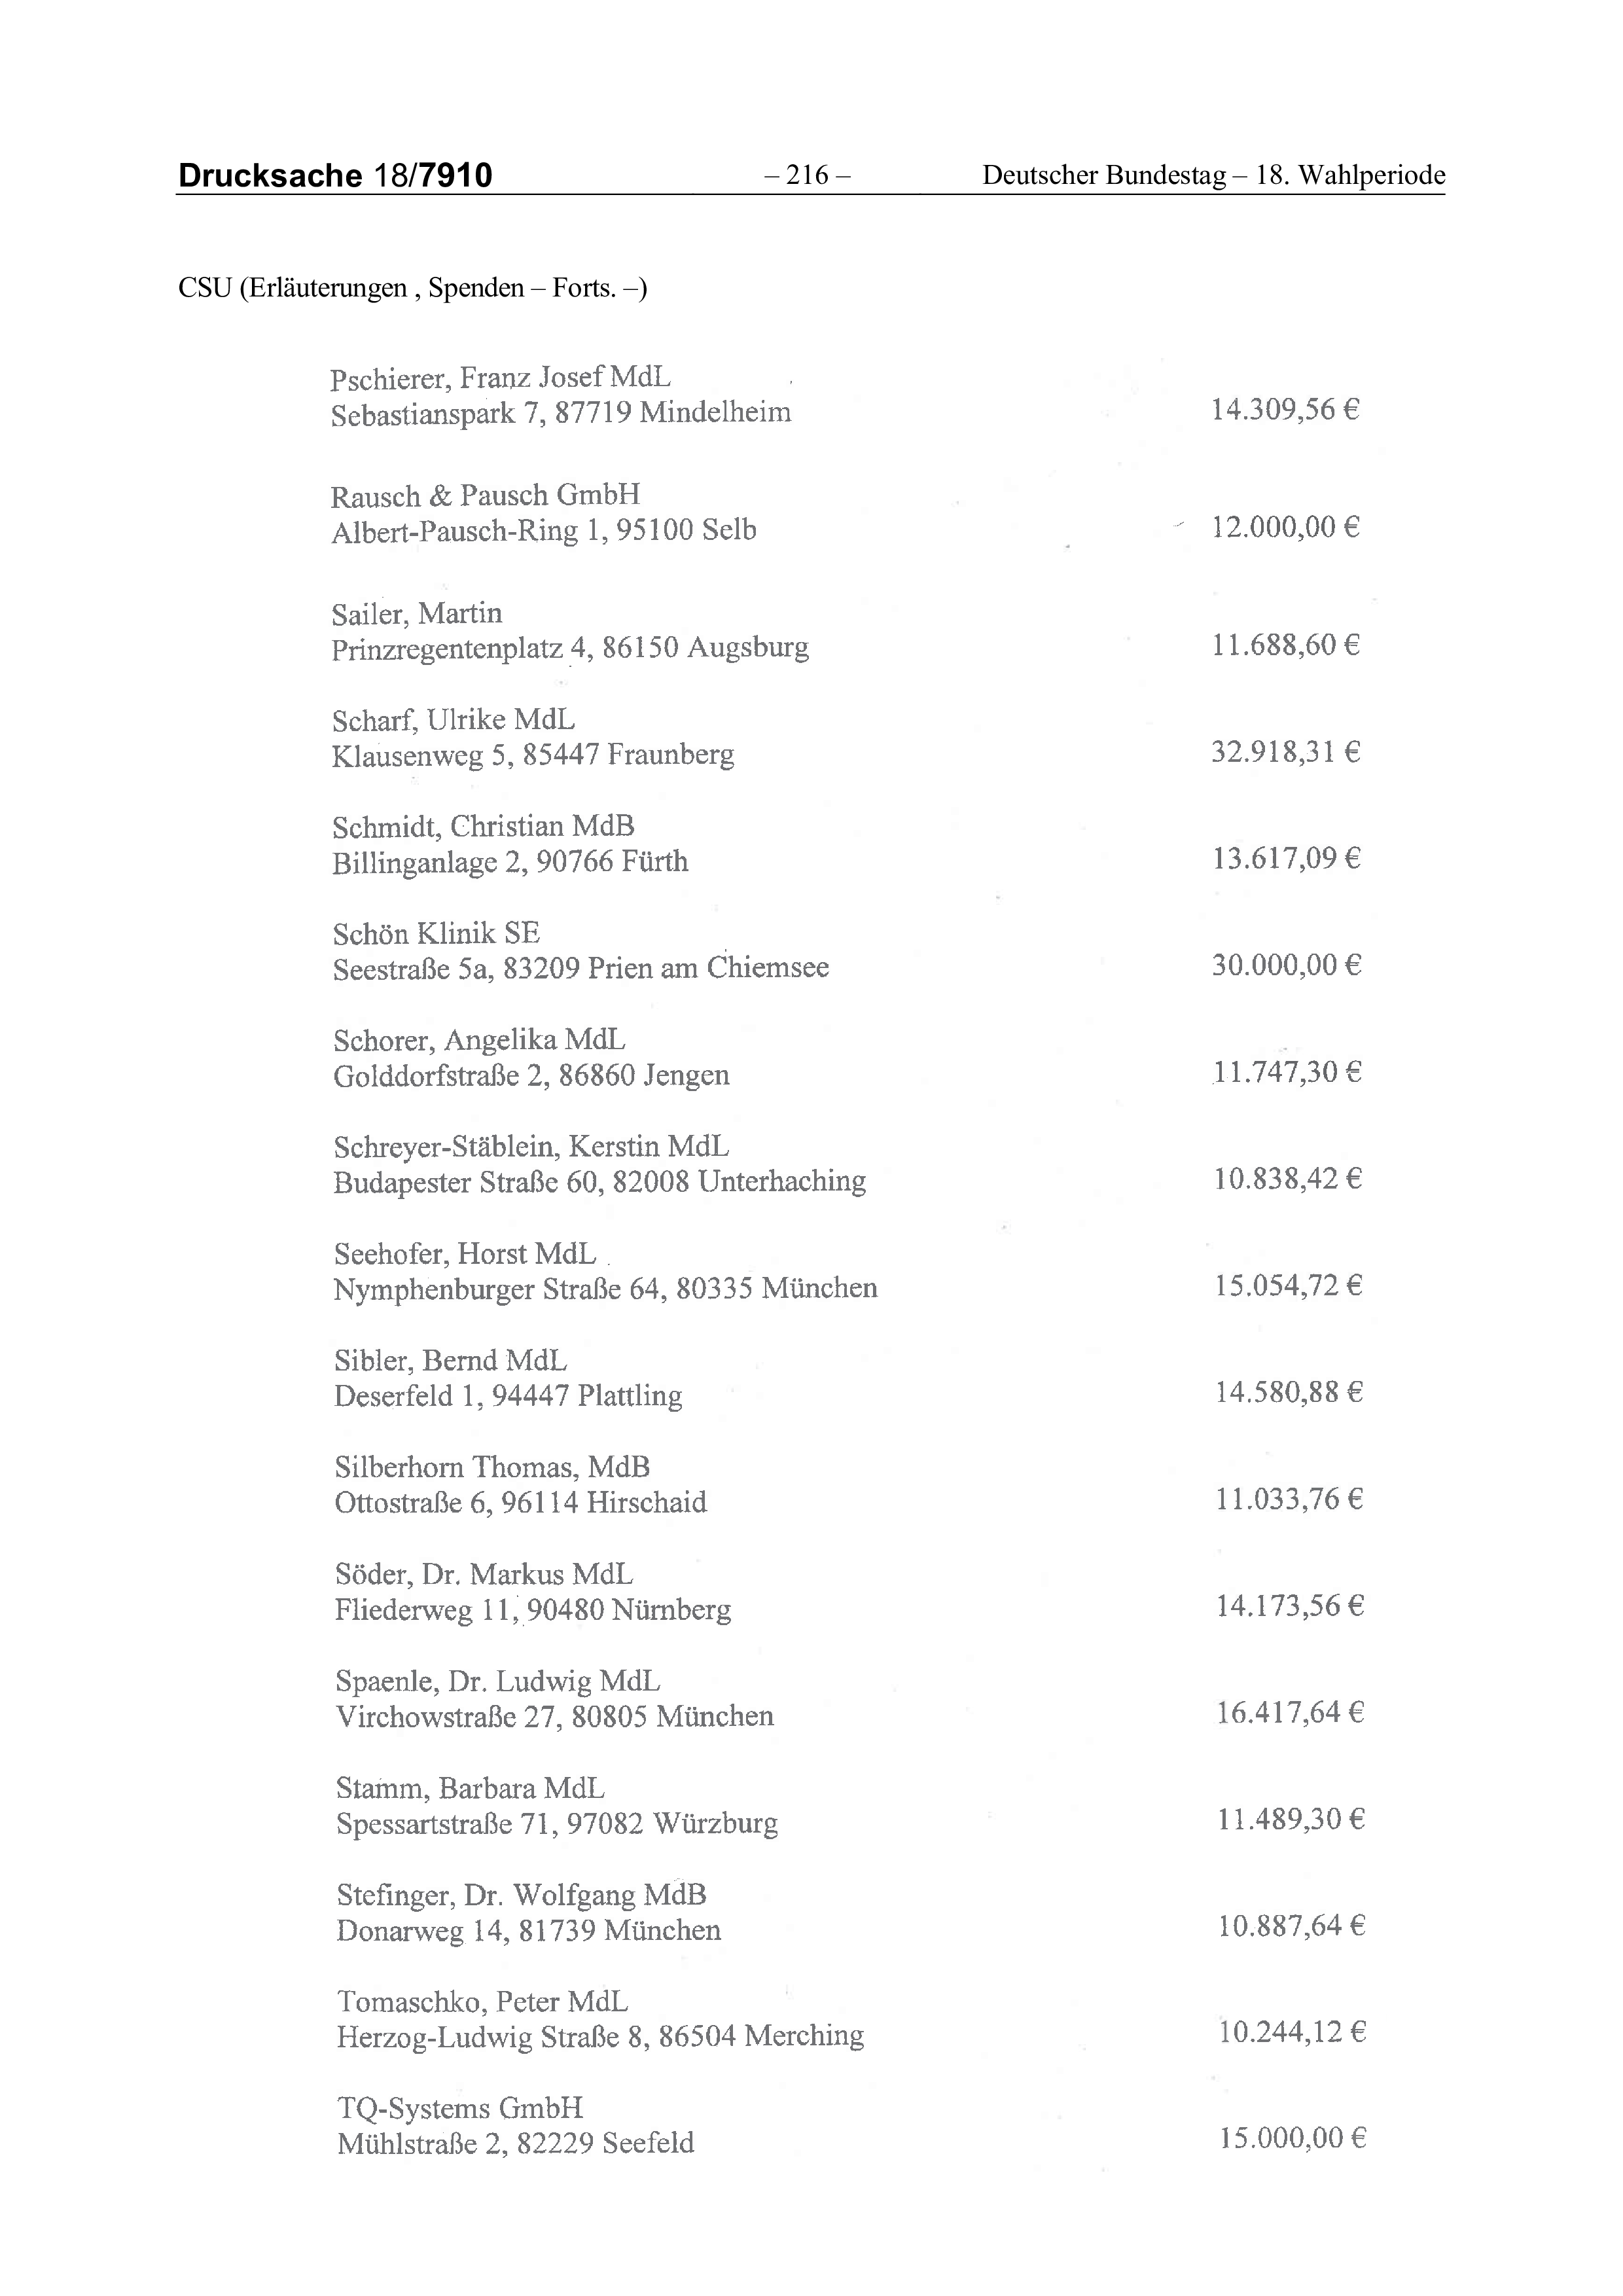 Drucksache 18/7910 – 216 – Deutscher Bundestag – 18. Wahlperiode
CSU (Erläuterungen , Spenden – Forts. –)
Pschierer, Franz Josef MdL
Sebastianspark 7, 87719 Mindelheim 14.309,56 €
Rausch & Pausch GmbH
Albert-Pausch-Ring 1, 95100 Selb 12.000,00 €
Sailer, Martin
Prinzregentenplatz 4, 86150 Augsburg 11.688,60 €
Scharf, Ulrike MdL
Klausenweg 5, 85447 Fraunberg 32.918,31 €
Schmidt, Christian MdB
Billinganlage 2, 90766 Fürth 13.617,09 €
Schön Klinik SE
Seestraße 5a, 83209 Prien am Chiemsee 30.000,00 €
Schorer, Angelika MdL
Golddorfstraße 2, 86860 Jengen 11.747,30 €
Schreyer-Stäblein, Kerstin MdL
Budapester Straße 60, 82008 Unterhaching 10.838,42 €
Seehofer, Horst MdL
Nymphenburger Straße 64, 80335 München 15.054,72 €
Sibler, Bernd MdL
Deserfeld 1, 94447 Plattling 14.580,88 €
Silberhorn Thomas, MdB
Ottostraße 6, 96114 Hirschaid 11.033,76 €
Söder, Dr. Markus MdL
Fliederweg 11, 90480 Nürnberg 14.173,56 €
Spaenle, Dr. Ludwig MdL
Virchowstraße 27, 80805 München 16.417,64 €
Stamm, Barbara MdL
Spessartstraße 71, 97082 Würzburg 11.489,30 €
Stefinger, Dr. Wolfgang MdB
Donarweg 14, 81739 München 10.887,64 €
Tomaschko, Peter MdL
Herzog-Ludwig Straße 8, 86504 Merching 10.244,12 €
TQ-Systems GmbH
Mühlstraße 2, 82229 Seefeld 15.000,00 €